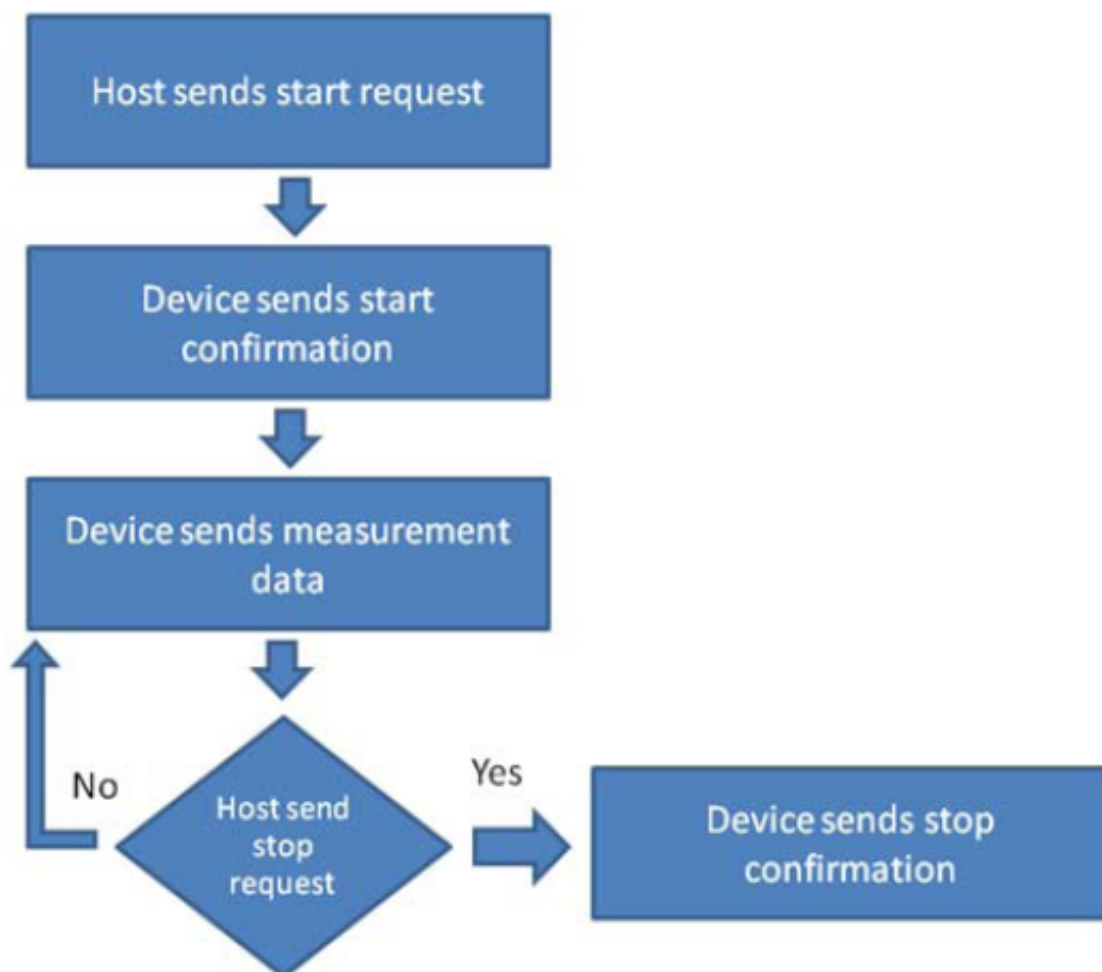 Host sends start request
Device sends start
confirmation
Device sends measurement
data
No
Host send
stop
request
Yes
Device sends stop
confirmation